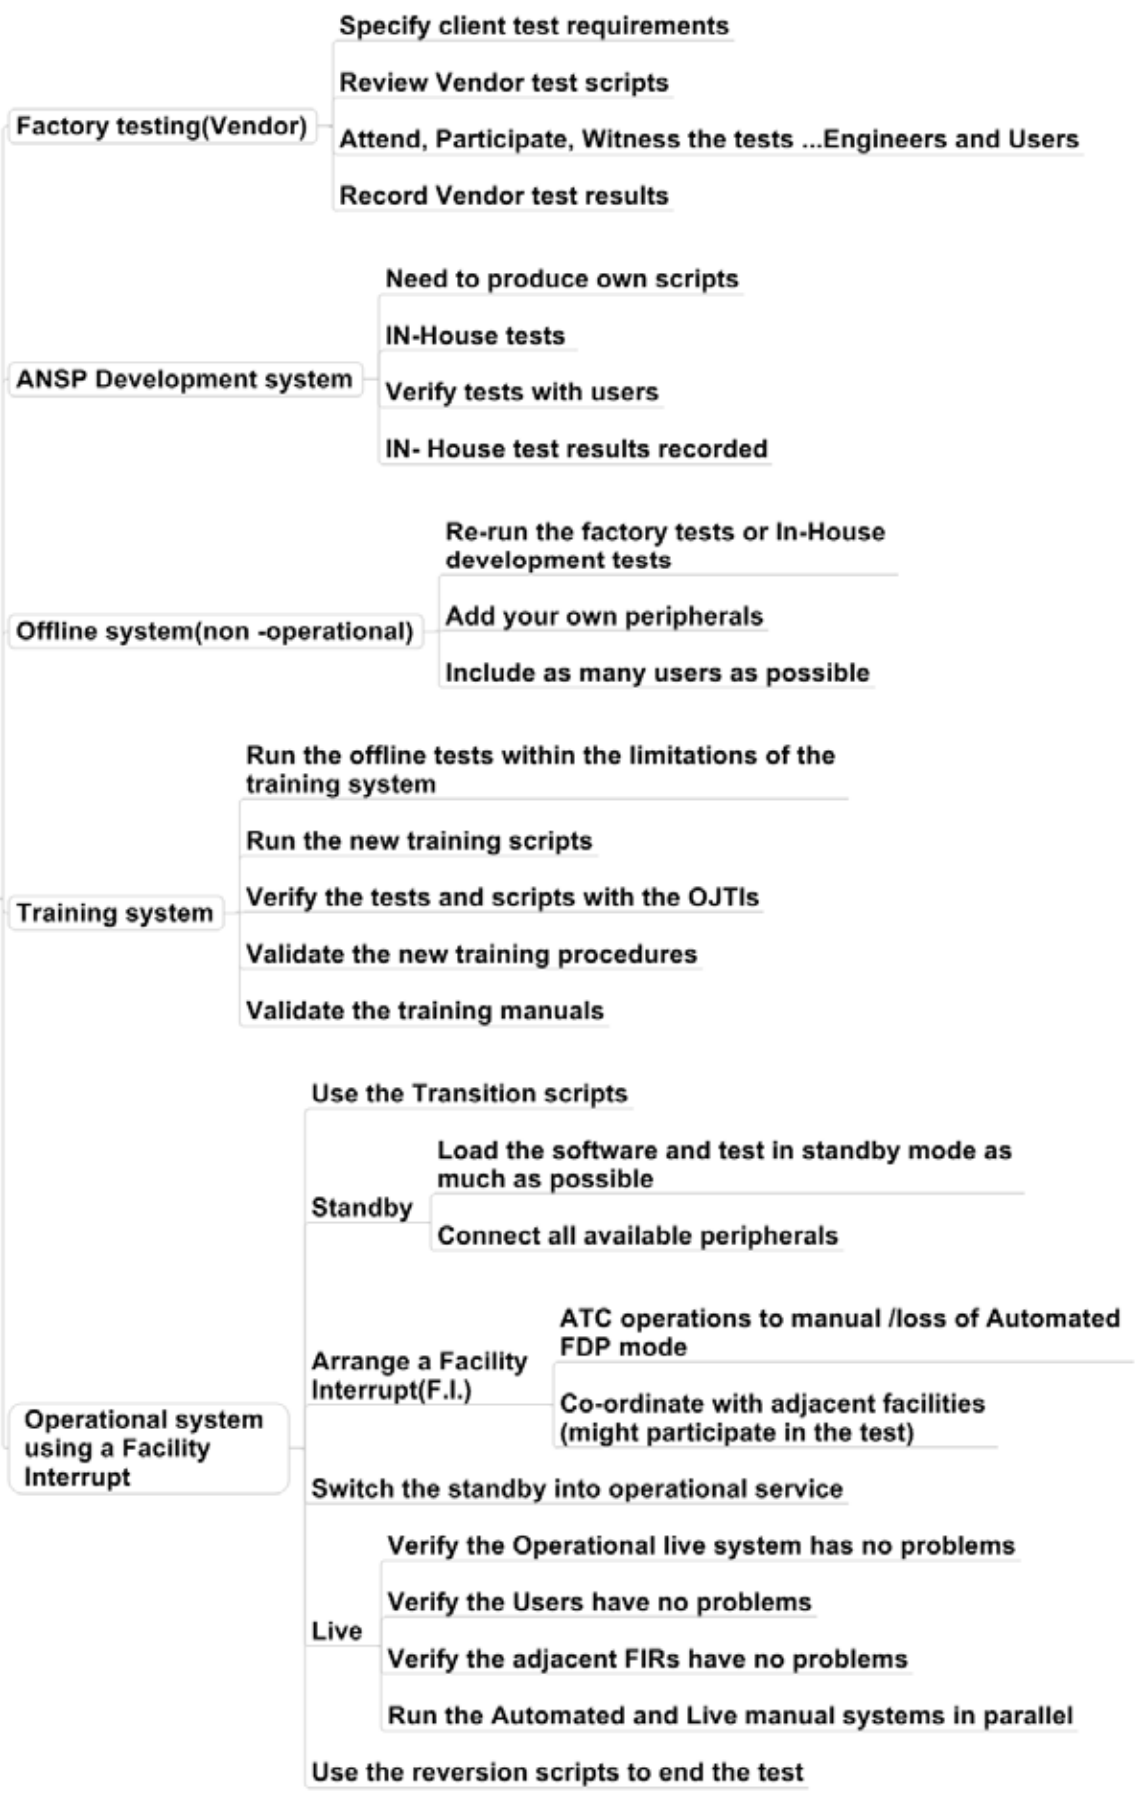 Specify client test requirements
Review Vendor test scripts
Factory testing(Vendor)
Attend, Participate, Witness the tests ...Engineers and Users
Record Vendor test results
Need to produce own scripts
IN-House tests
ANSP Development system
Verify tests with users
IN- House test results recorded
Re-run the factory tests or In-House
development tests
Offline system(non -operational)
Add your own peripherals
Include as many users as possible
Run the offline tests within the limitations of the
training system
Run the new training scripts
Training system
Verify the tests and scripts with the OJTIs
Validate the new training procedures
Validate the training manuals
Operational system
using a Facility
Interrupt
Use the Transition scripts
Standby
Load the software and test in standby mode as
much as possible
Connect all available peripherals
Arrange a Facility
Interrupt(F.I.)
ATC operations to manual /loss of Automated
FDP mode
Co-ordinate with adjacent facilities
(might participate in the test)
Switch the standby into operational service
Live
Verify the Operational live system has no problems
Verify the Users have no problems
Verify the adjacent FIRs have no problems
Run the Automated and Live manual systems in parallel
Use the reversion scripts to end the test